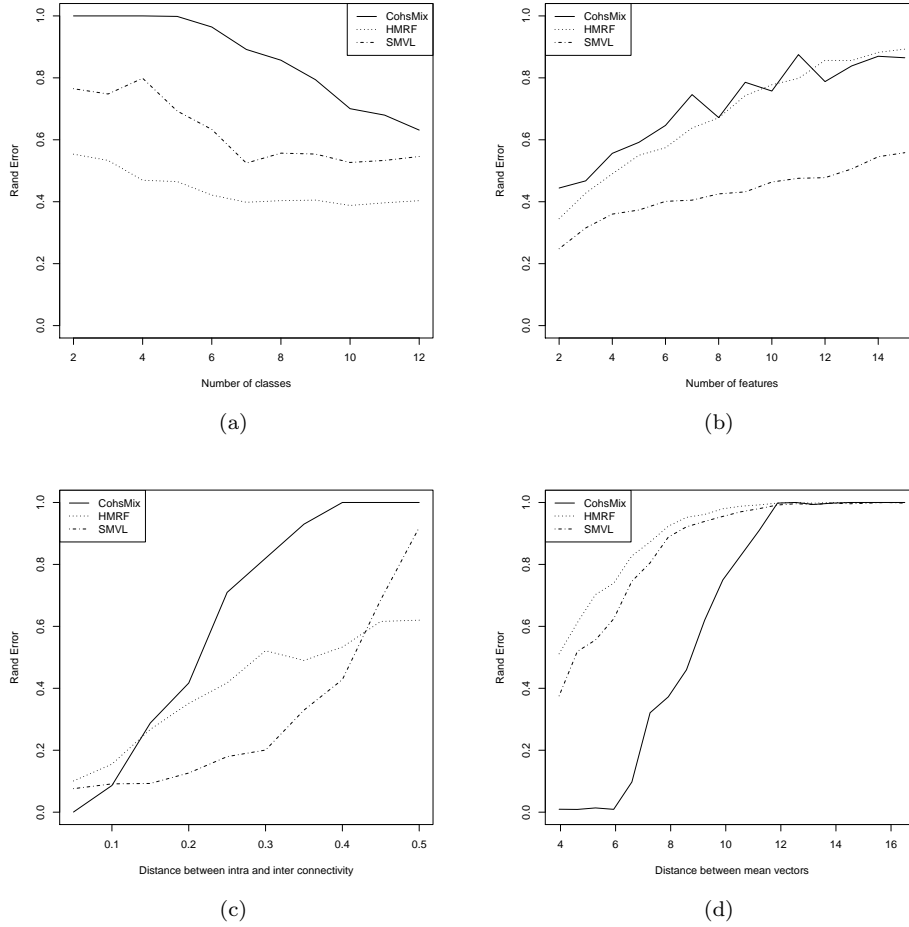 CohsMix
HMRF
SMVL
Rand Error
0.0 0.2 0.4 0.6 0.8 1.0
2 4 6 8 10 12
Number of classes
(a)
CohsMix
HMRF
SMVL
Rand Error
0.0 0.2 0.4 0.6 0.8 1.0
2 4 6 8 10 12 14
Number of features
(b)
CohsMix
HMRF
SMVL
Rand Error
0.0 0.2 0.4 0.6 0.8 1.0
0.1 0.2 0.3 0.4 0.5
Distance between intra and inter connectivity
(c)
CohsMix
HMRF
SMVL
Rand Error
0.0 0.2 0.4 0.6 0.8 1.0
4 6 8 10 12 14 16
Distance between mean vectors
(d)